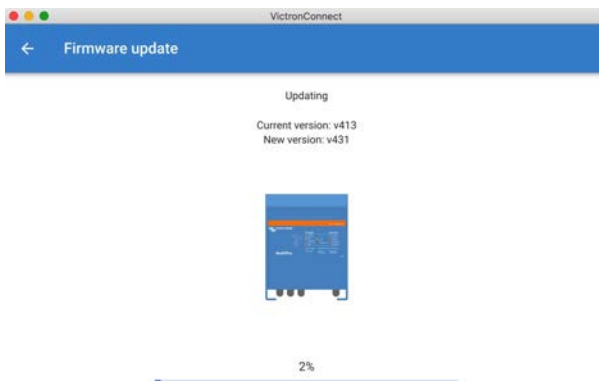 VictronConnect
Firmware update
Updating
Current version: v413
New version: v431
2%